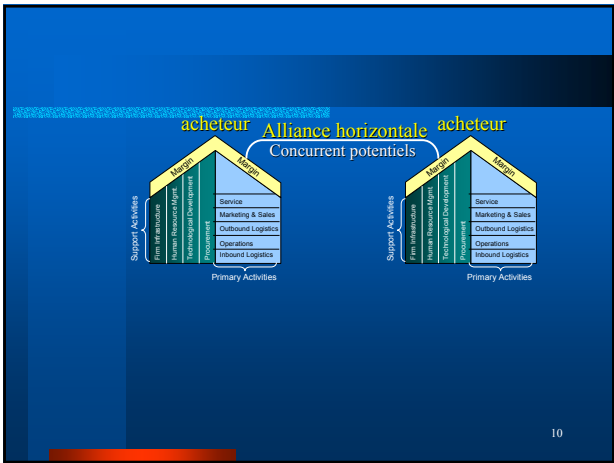 acheteur
Alliance horizontale
acheteur
Concurrent potentiels
Margin
Margin
Support Activities
Firm Infrastructure
Human Resource Mgmt.
Technological Development
Procurement
Service
Marketing & Sales
Outbound Logistics
Operations
Inbound Logistics
Primary Activities
Margin
Margin
Support Activities
Firm Infrastructure
Human Resource Mgmt.
Technological Development
Procurement
Service
Marketing & Sales
Outbound Logistics
Operations
Inbound Logistics
Primary Activities
10